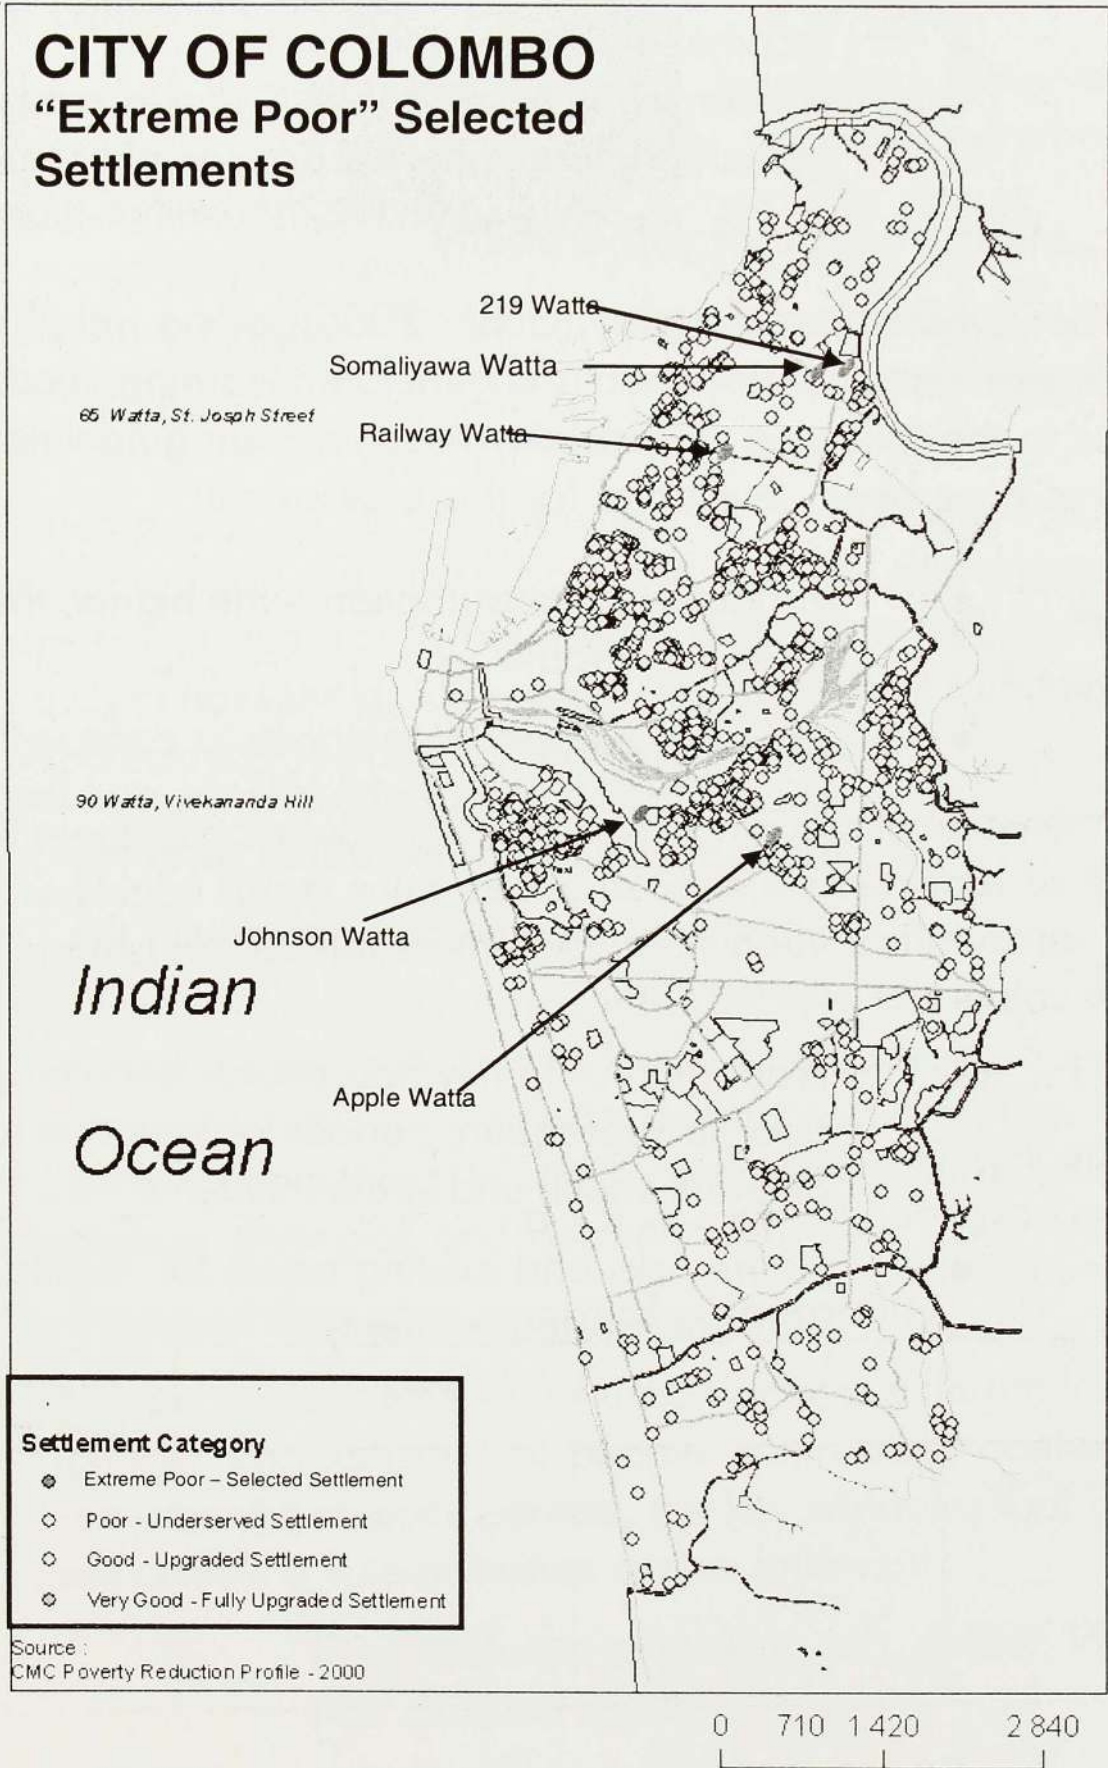 CITY OF COLOMBO
“Extreme Poor” Selected
Settlements
219 Watta
Somaliyawa Watta
65 Watta, St. Josph Street
Railway Watta
90 Watta, Vivekananda Hill
Johnson Watta
Indian
Apple Watta
Ocean
Settlement Category
Extreme Poor – Selected Settlement
Poor - Underserved Settlement
Good - Upgraded Settlement
Very Good - Fully Upgraded Settlement
Source :
CMC Poverty Reduction Profile - 2000
0 710 1 420 2 840